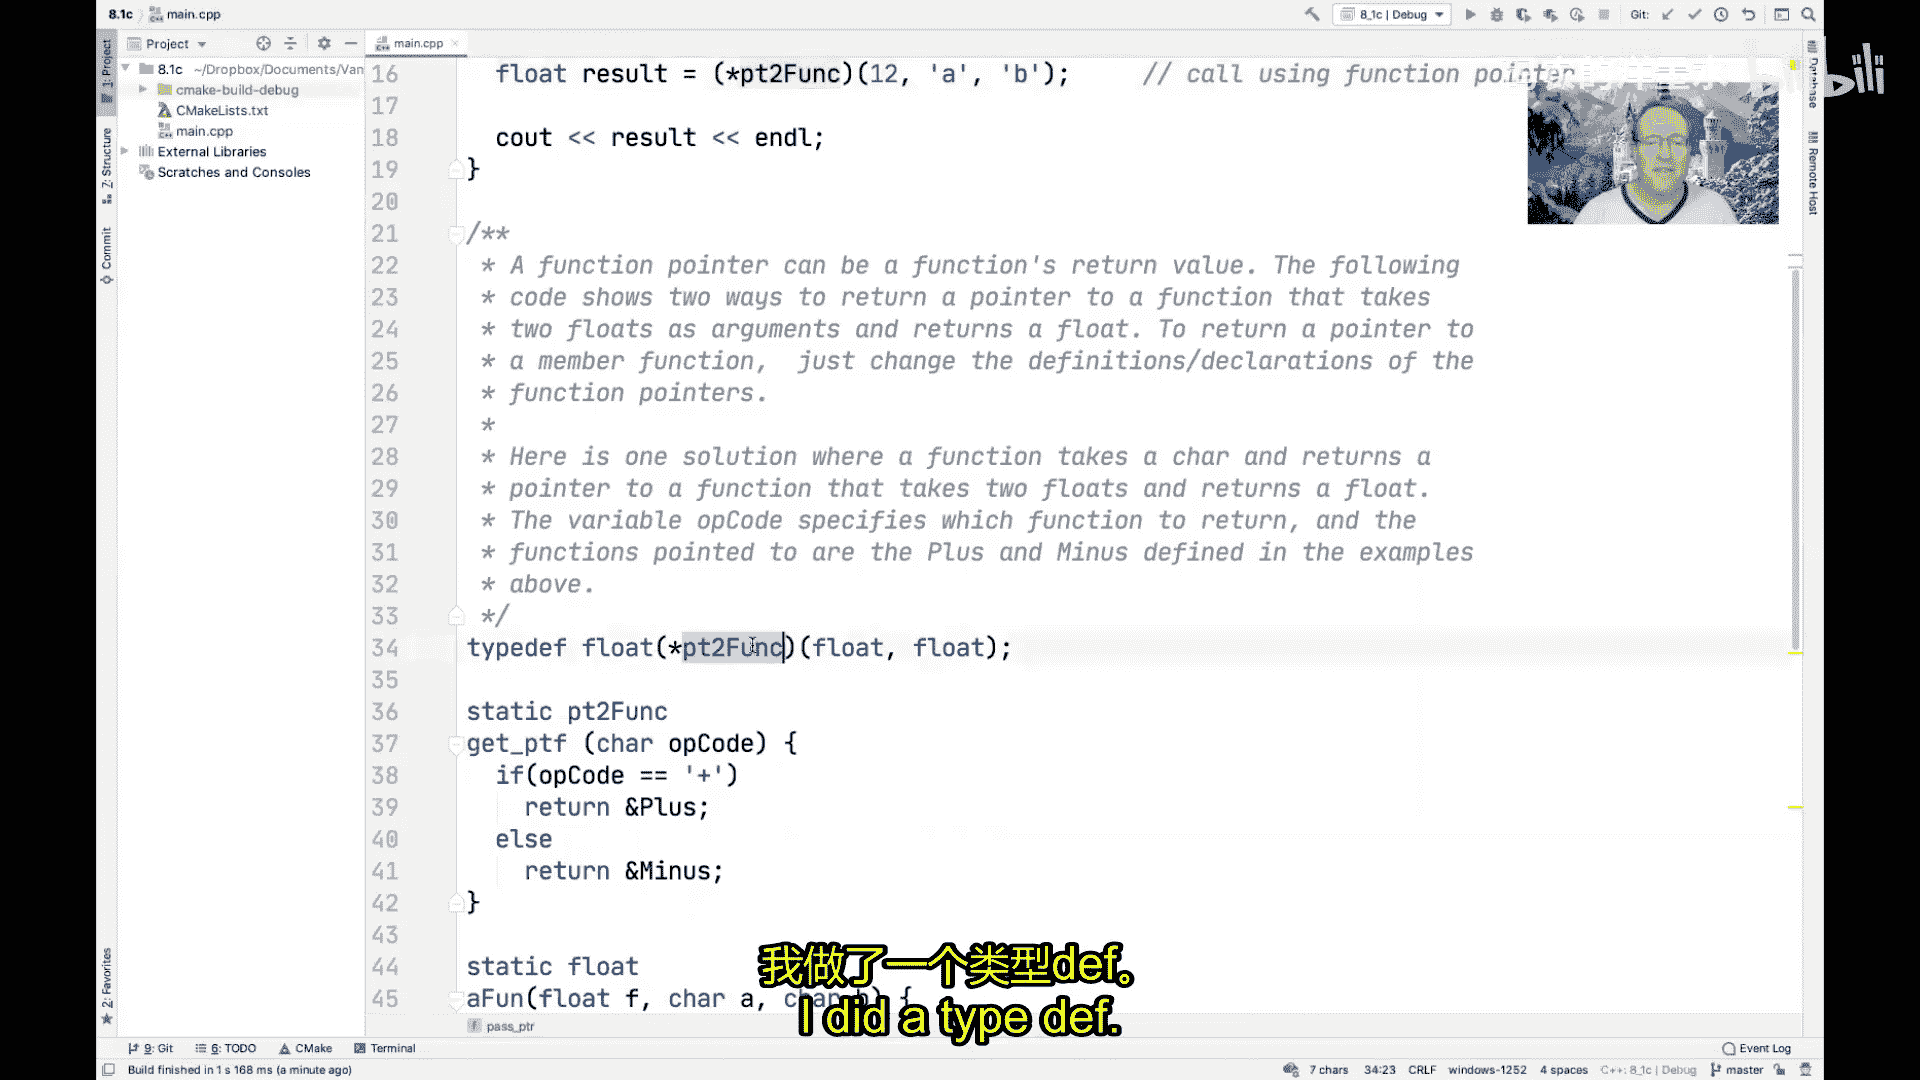 8.1c main.cpp
8_1c | Debug
Git:
Project
main.cpp
1: Project
8.1c ~/Dropbox/Documents/Van
cmake-build-debug
CMakeLists.txt
main.cpp
External Libraries
Scratches and Consoles
Z: Structure
Commit
2: Favorites
Database
Remote Host
bilibili
16 float result = (*pt2Func)(12, 'a', 'b'); // call using function pointer
17
18 cout << result << endl;
19 }
20
21 /**
22 * A function pointer can be a function's return value. The following
23 * code shows two ways to return a pointer to a function that takes
24 * two floats as arguments and returns a float. To return a pointer to
25 * a member function, just change the definitions/declarations of the
26 * function pointers.
27 *
28 * Here is one solution where a function takes a char and returns a
29 * pointer to a function that takes two floats and returns a float.
30 * The variable opCode specifies which function to return, and the
31 * functions pointed to are the Plus and Minus defined in the examples
32 * above.
33 */
34 typedef float(*pt2Func)(float, float);
35
36 static pt2Func
37 get_ptf (char opCode) {
38 if(opCode == '+')
39 return &Plus;
40 else
41 return &Minus;
42 }
43
44 static float
45 aFun(float f, char a, char b) {
我做了一个类型def。
I did a type def.
f pass_ptr
9: Git 6: TODO CMake Terminal Event Log
Build finished in 1 s 168 ms (a minute ago) 7 chars 34:23 CRLF windows-1252 4 spaces C++: 8_1c | Debug master